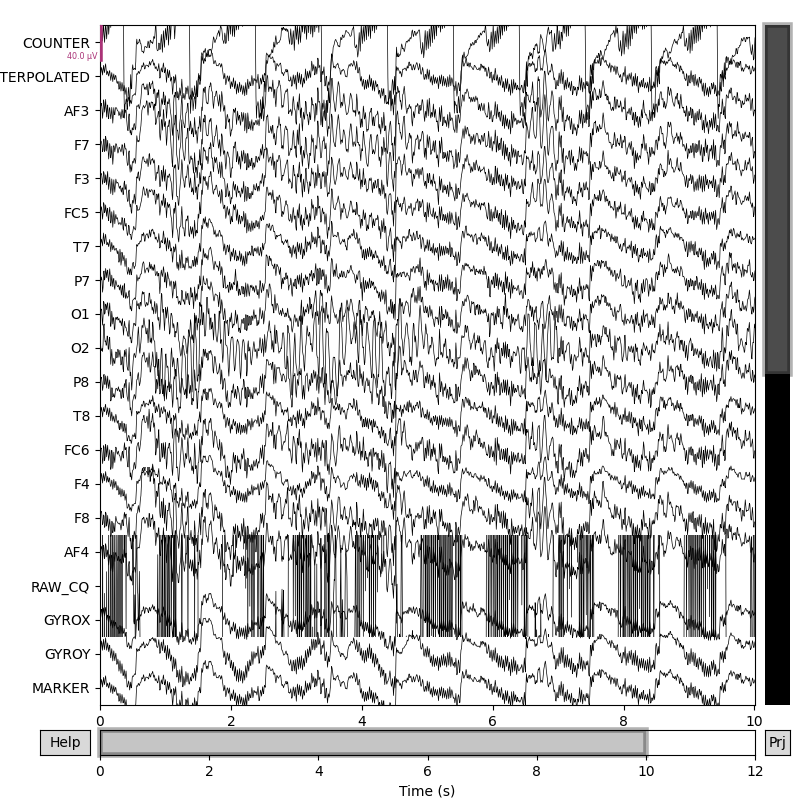 COUNTER
40.0 µV
TERPOLATED
AF3
F7
F3
FC5
T7
P7
O1
O2
P8
T8
FC6
F4
F8
AF4
RAW_CQ
GYROX
GYROY
MARKER
0 2 4 6 8 10
Help Prj
0 2 4 6 8 10 12
Time (s)